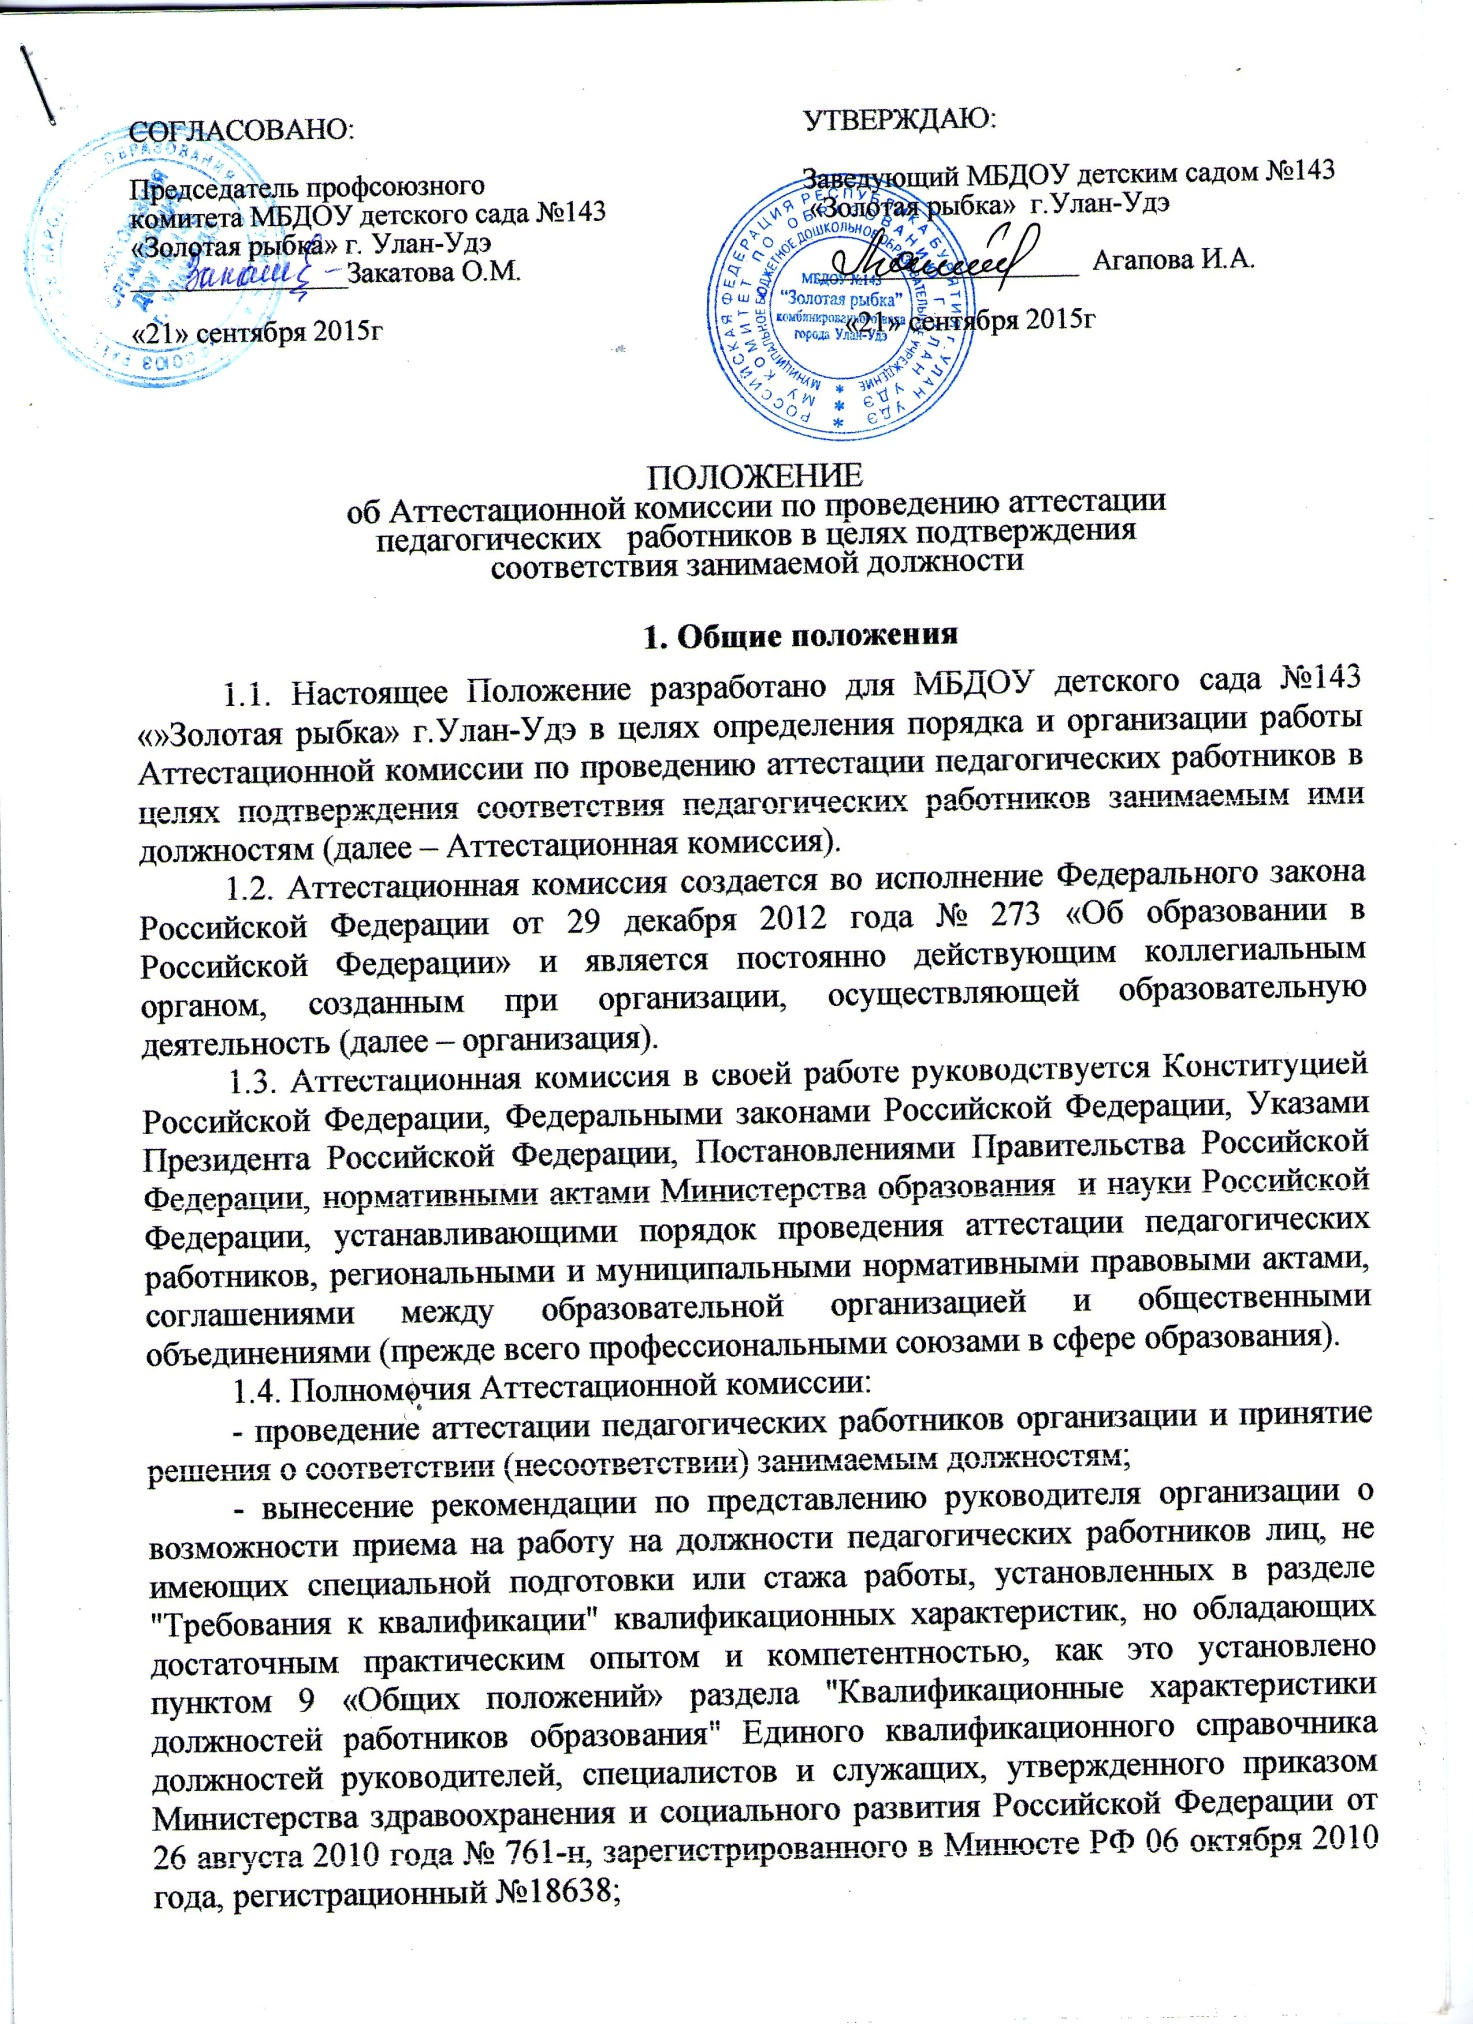 СОГЛАСОВАНО:
Председатель профсоюзного
комитета МБДОУ детского сада №143
«Золотая рыбка» г. Улан-Удэ
Закатова О.М.
«21» сентября 2015г
УТВЕРЖДАЮ:
Заведующий МБДОУ детским садом №143
«Золотая рыбка» г.Улан-Удэ
Агапова И.А.
«21» сентября 2015г
МБДОУ №143
"Золотая рыбка"
комбинированного вида
города Улан-Удэ
ПОЛОЖЕНИЕ
об Аттестационной комиссии по проведению аттестации
педагогических работников в целях подтверждения
соответствия занимаемой должности
1. Общие положения
1.1. Настоящее Положение разработано для МБДОУ детского сада №143
«»Золотая рыбка» г.Улан-Удэ в целях определения порядка и организации работы
Аттестационной комиссии по проведению аттестации педагогических работников в
целях подтверждения соответствия педагогических работников занимаемым ими
должностям (далее – Аттестационная комиссия).
1.2. Аттестационная комиссия создается во исполнение Федерального закона
Российской Федерации от 29 декабря 2012 года № 273 «Об образовании в
Российской Федерации» и является постоянно действующим коллегиальным
органом, созданным при организации, осуществляющей образовательную
деятельность (далее – организация).
1.3. Аттестационная комиссия в своей работе руководствуется Конституцией
Российской Федерации, Федеральными законами Российской Федерации, Указами
Президента Российской Федерации, Постановлениями Правительства Российской
Федерации, нормативными актами Министерства образования и науки Российской
Федерации, устанавливающими порядок проведения аттестации педагогических
работников, региональными и муниципальными нормативными правовыми актами,
соглашениями между образовательной организацией и общественными
объединениями (прежде всего профессиональными союзами в сфере образования).
1.4. Полномочия Аттестационной комиссии:
- проведение аттестации педагогических работников организации и принятие
решения о соответствии (несоответствии) занимаемым должностям;
- вынесение рекомендации по представлению руководителя организации о
возможности приема на работу на должности педагогических работников лиц, не
имеющих специальной подготовки или стажа работы, установленных в разделе
"Требования к квалификации" квалификационных характеристик, но обладающих
достаточным практическим опытом и компетентностью, как это установлено
пунктом 9 «Общих положений» раздела "Квалификационные характеристики
должностей работников образования" Единого квалификационного справочника
должностей руководителей, специалистов и служащих, утвержденного приказом
Министерства здравоохранения и социального развития Российской Федерации от
26 августа 2010 года № 761-н, зарегистрированного в Минюсте РФ 06 октября 2010
года, регистрационный №18638;